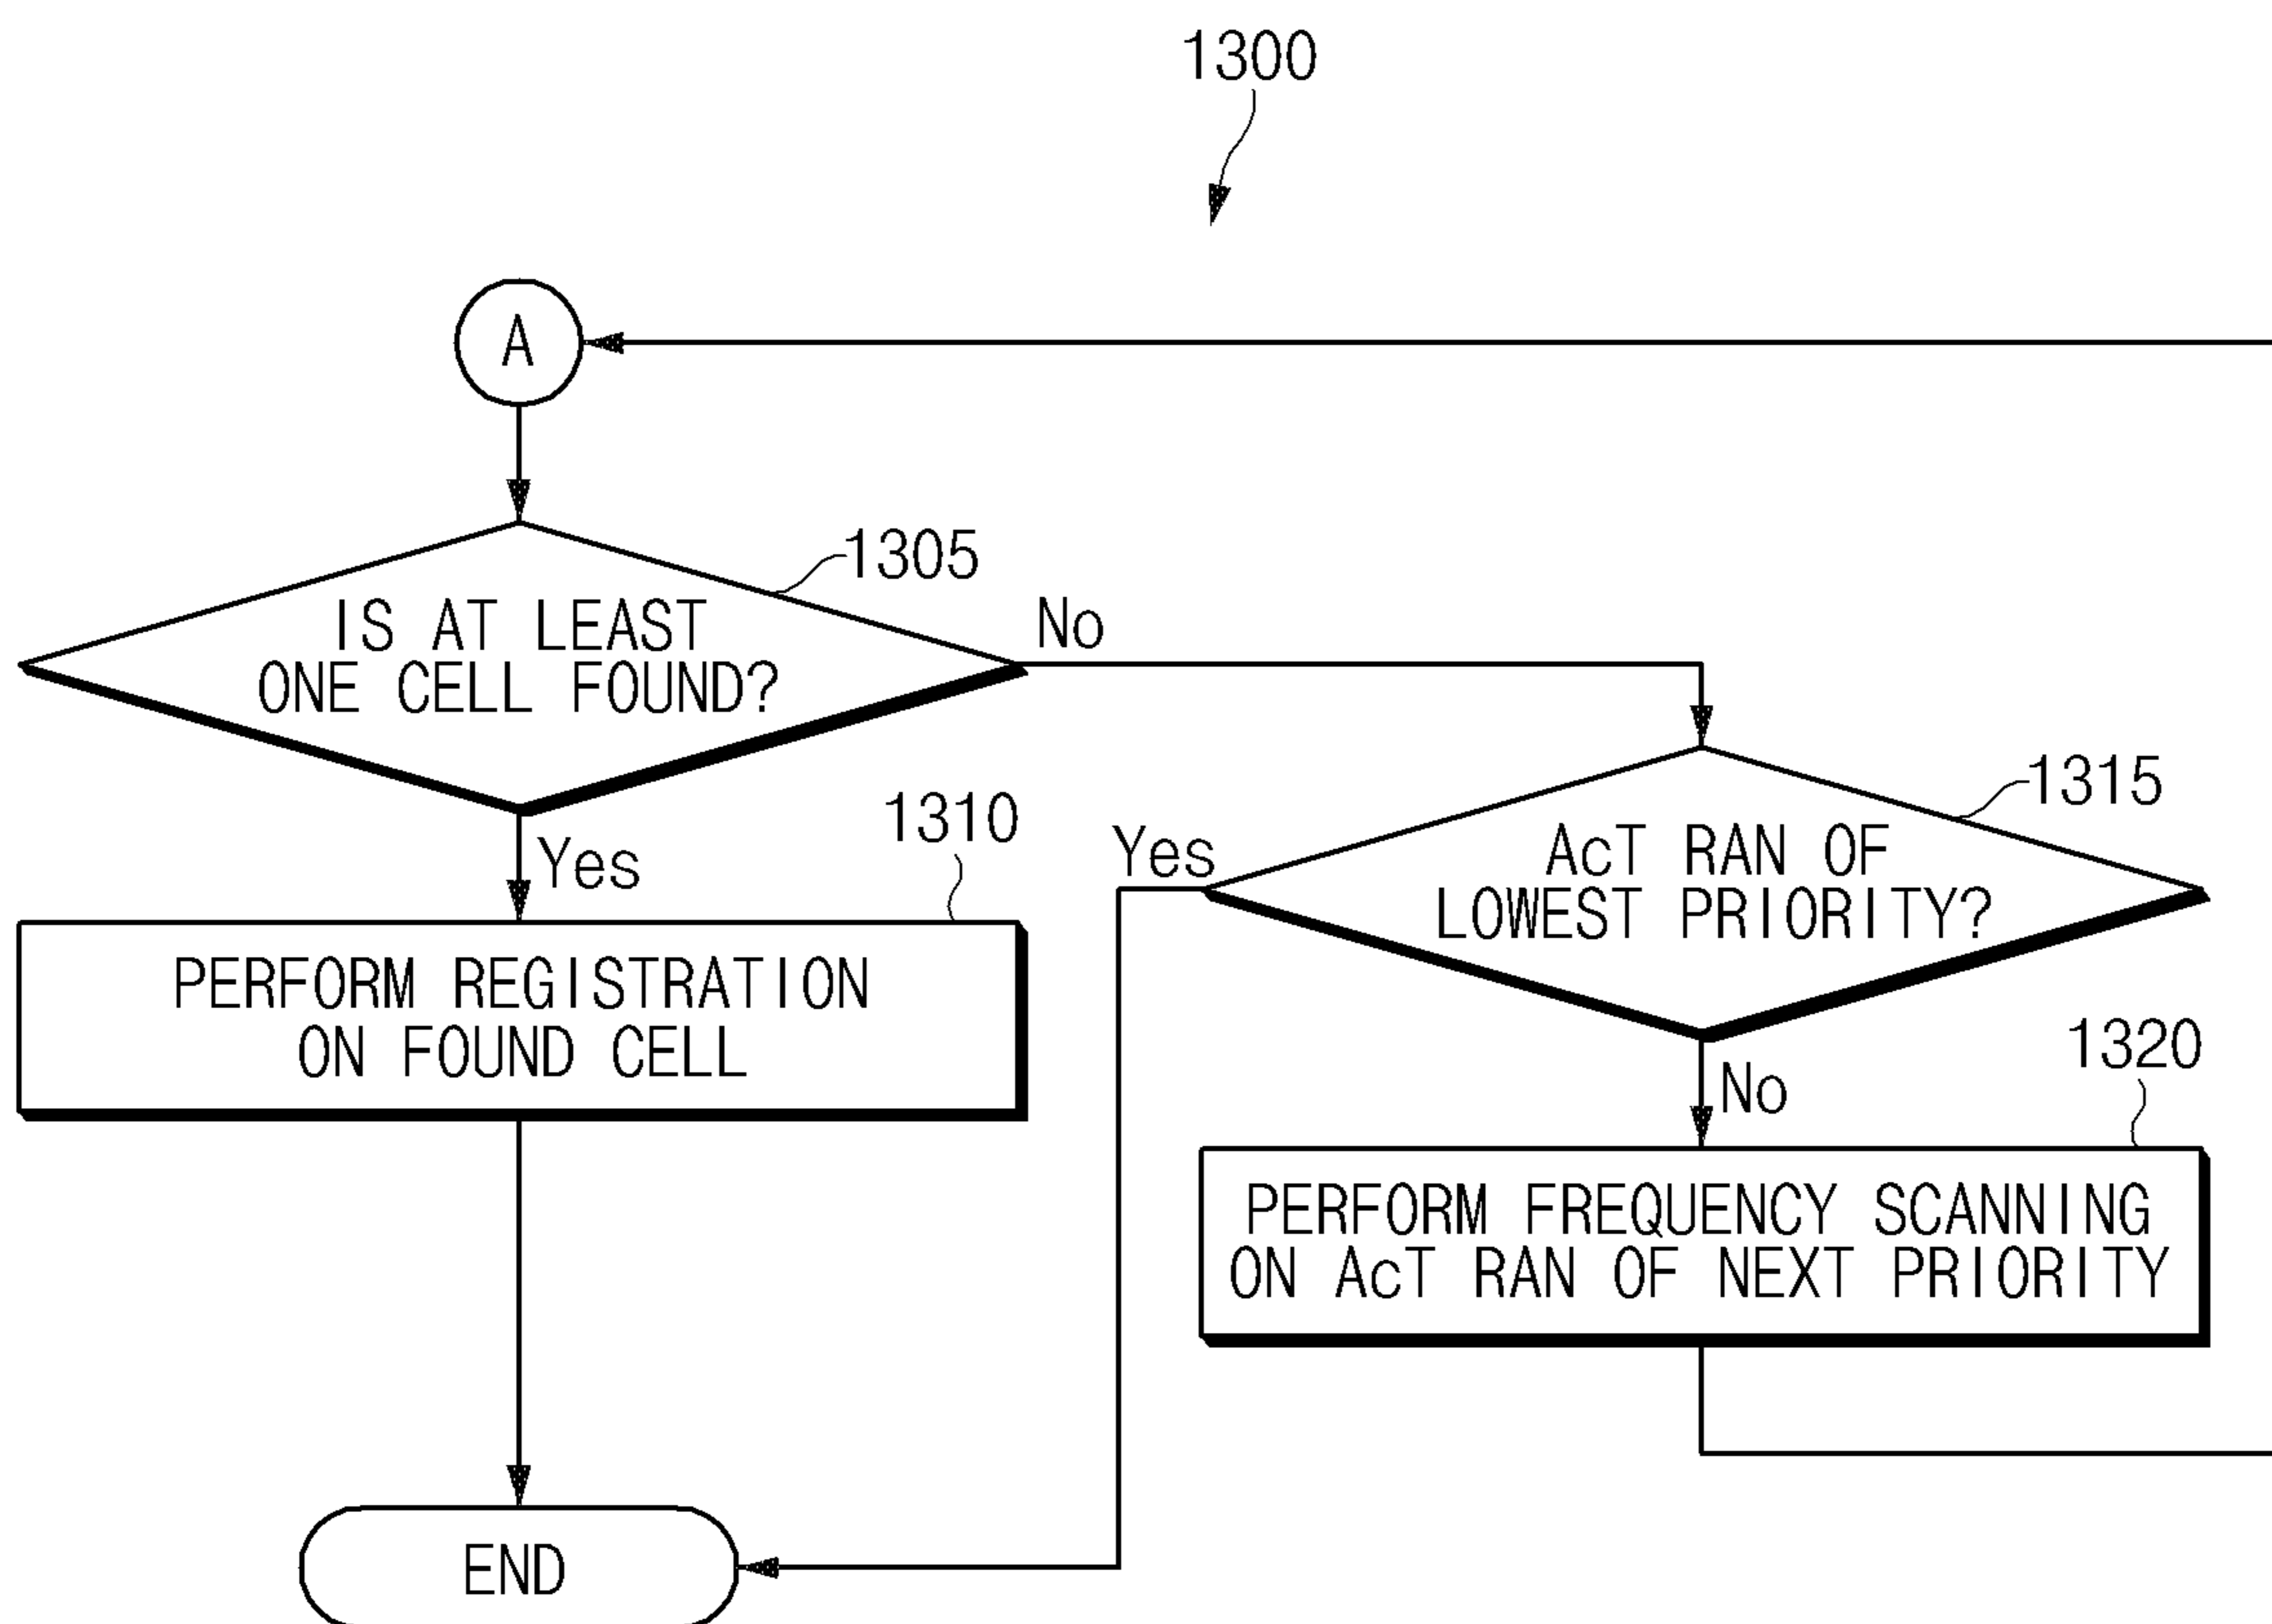 1300
A
1305
IS AT LEAST
ONE CELL FOUND?
No
Yes
1310
PERFORM REGISTRATION
ON FOUND CELL
1315
AcT RAN OF
LOWEST PRIORITY?
Yes
No
1320
PERFORM FREQUENCY SCANNING
ON AcT RAN OF NEXT PRIORITY
END